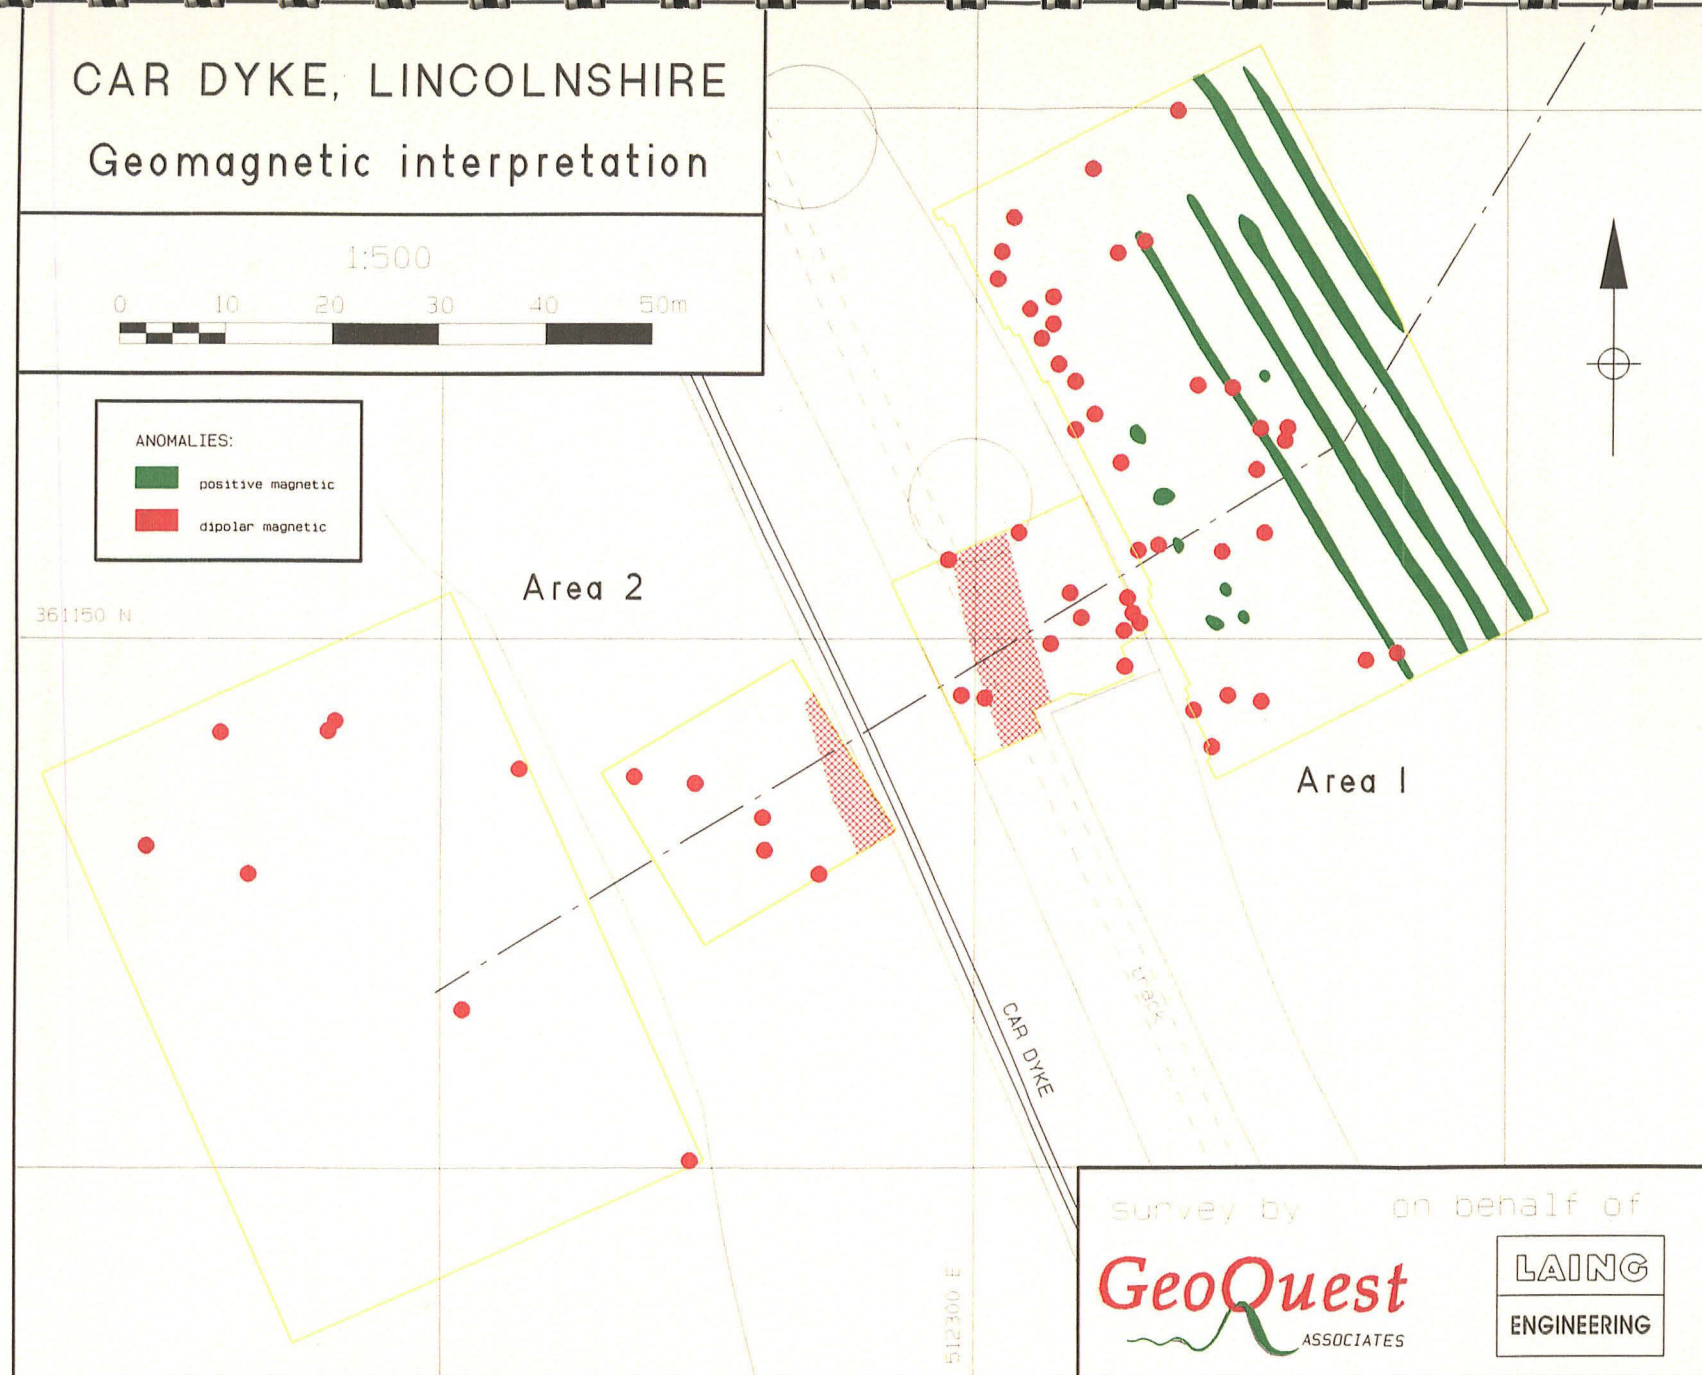 CAR DYKE, LINCOLNSHIRE
Geomagnetic interpretation
1:500
0 10 20 30 40 50m
ANOMALIES:
positive magnetic
dipolar magnetic
Area 2
361150 N
Area 1
track
CAR DYKE
512300 E
survey by on behalf of
GeoQuest
ASSOCIATES
LAING
ENGINEERING